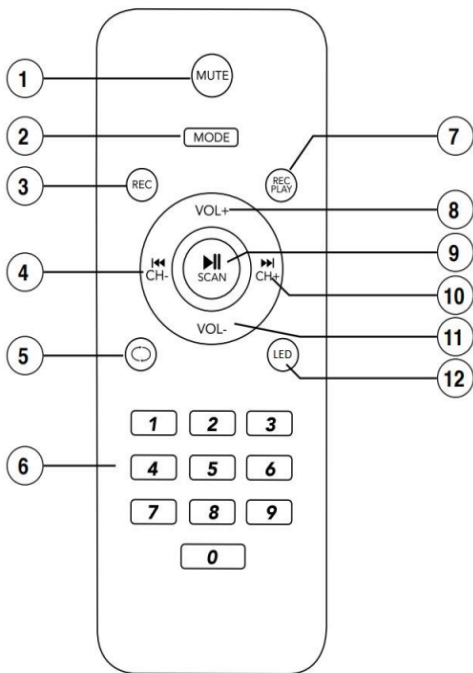 1
MUTE
2
MODE
7
3
REC
REC
PLAY
VOL+
8
9
4
CH-
SCAN
CH+
10
VOL-
11
5
LED
12
1 2 3
6
4 5 6
7 8 9
0